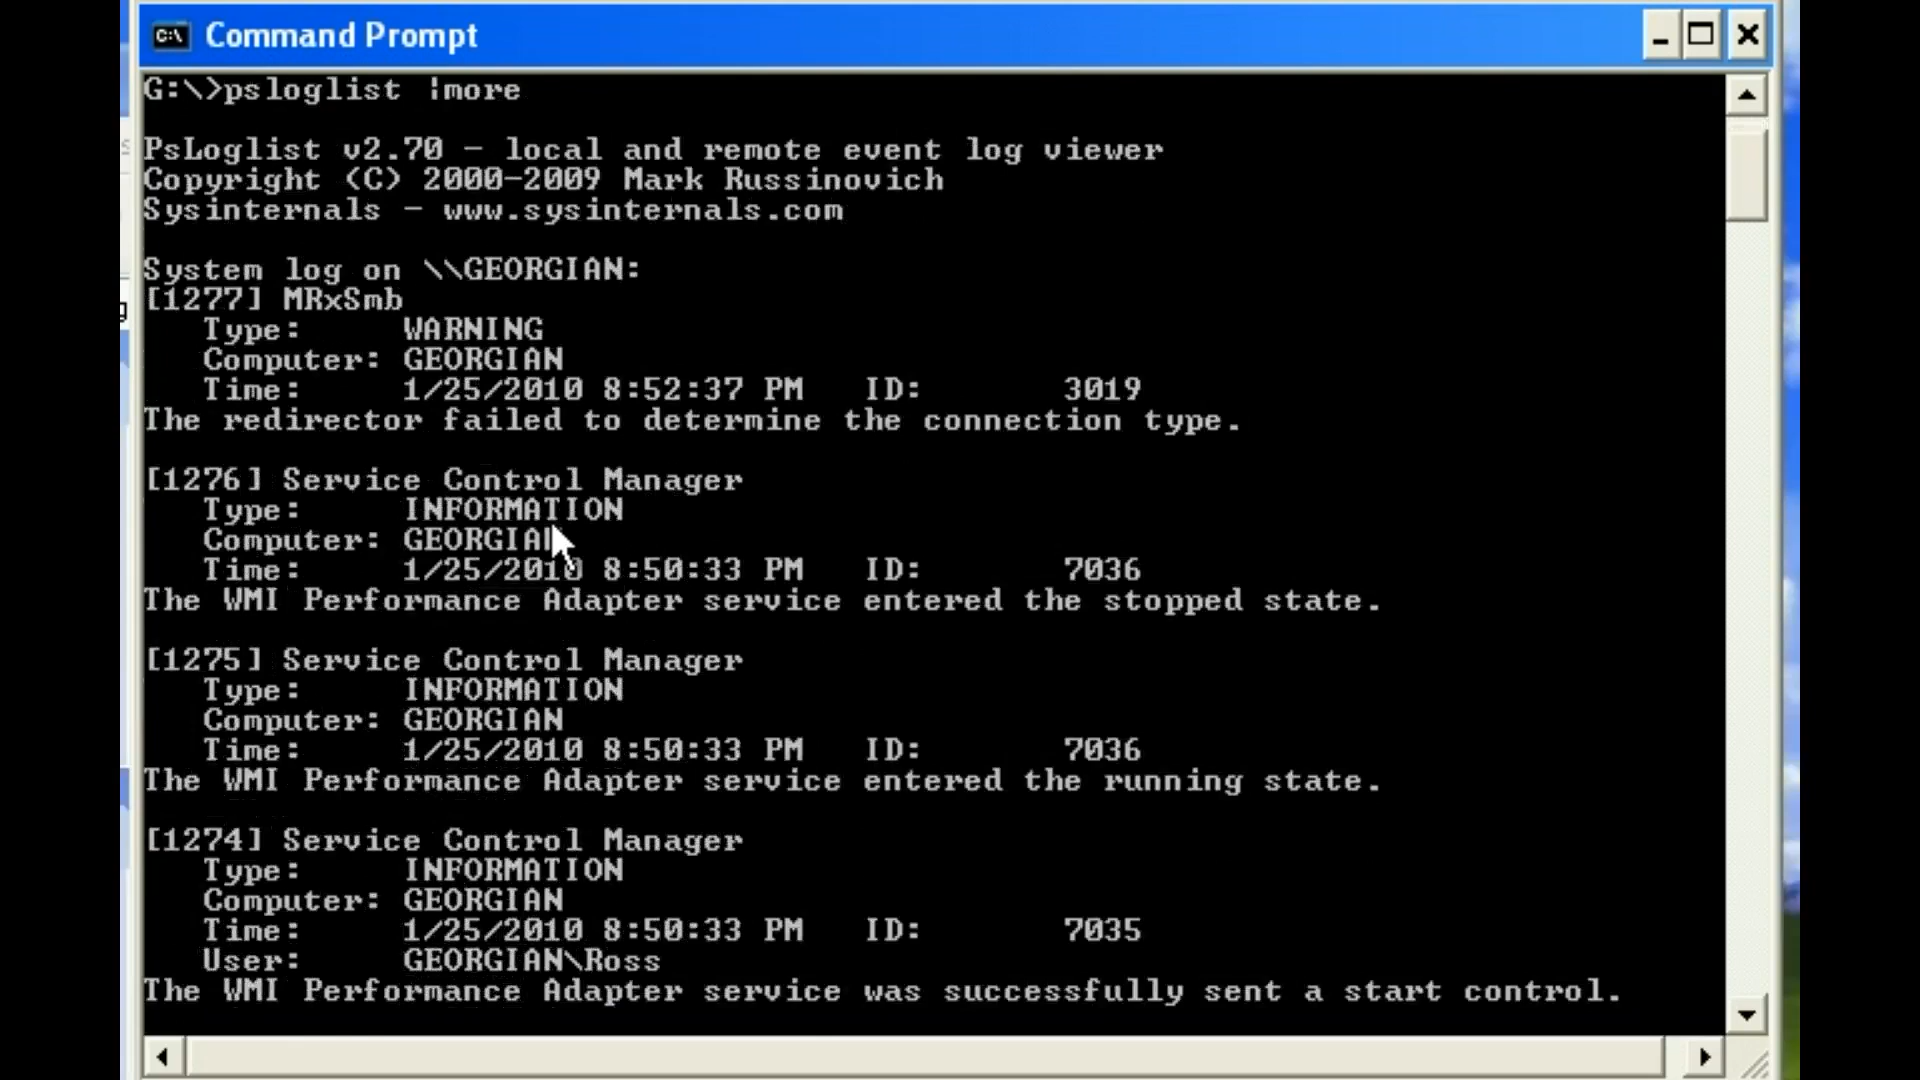 Command Prompt
G:\>psloglist |more
PsLoglist v2.70 - local and remote event log viewer
Copyright (C) 2000-2009 Mark Russinovich
Sysinternals - www.sysinternals.com
System log on \\GEORGIAN:
[1277] MRxSmb
Type: WARNING
Computer: GEORGIAN
Time: 1/25/2010 8:52:37 PM ID: 3019
The redirector failed to determine the connection type.
[1276] Service Control Manager
Type: INFORMATION
Computer: GEORGIAN
Time: 1/25/2010 8:50:33 PM ID: 7036
The WMI Performance Adapter service entered the stopped state.
[1275] Service Control Manager
Type: INFORMATION
Computer: GEORGIAN
Time: 1/25/2010 8:50:33 PM ID: 7036
The WMI Performance Adapter service entered the running state.
[1274] Service Control Manager
Type: INFORMATION
Computer: GEORGIAN
Time: 1/25/2010 8:50:33 PM ID: 7035
User: GEORGIAN\Ross
The WMI Performance Adapter service was successfully sent a start control.